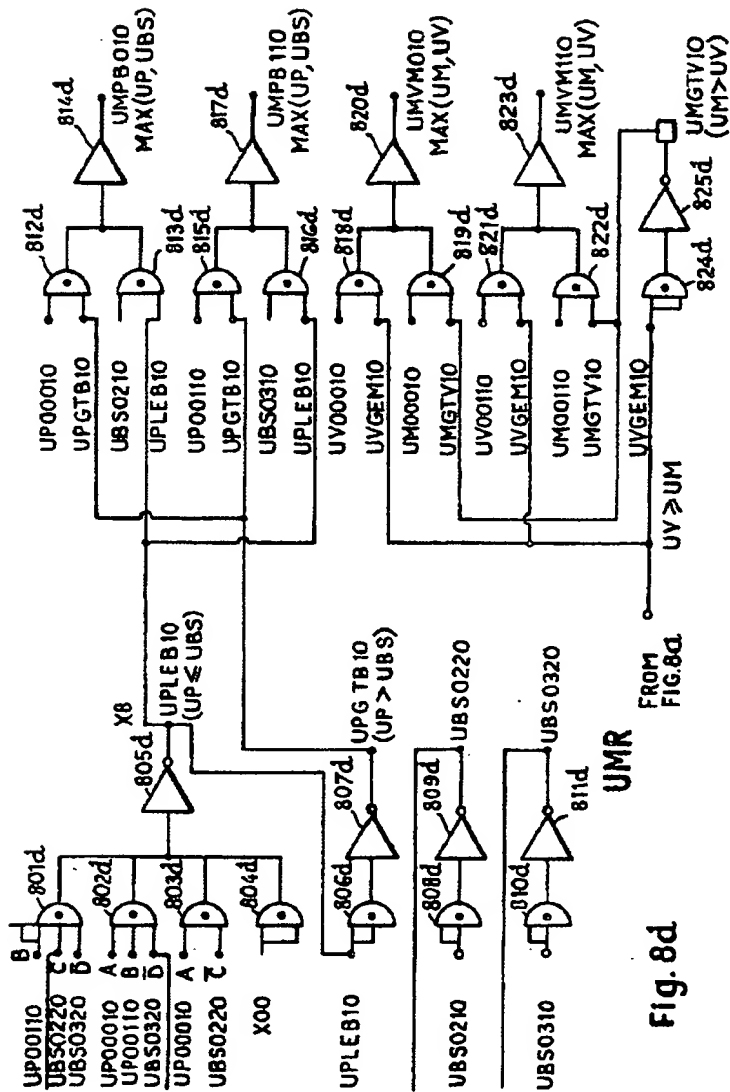 UP00110
UBS0220
UBS0320
UP00010
UP00110
UBS0320
UP00010
UBS0220
X00
UPLEB10
UBS0210
UBS0310
B
C̅
D̅
A
B
D̅
A
C̅
801d
802d
803d
804d
805d
X8
UPLEB10
(UP ⩽ UBS)
806d
807d
UPGTB10
(UP > UBS)
808d
809d
UBS0220
810d
811d
UBS0320
UMR
FROM
FIG.8a
UV ⩾ UM
UP00010
UPGTB10
UBS0210
UPLEB10
UP00110
UPGTB10
UBS0310
UPLEB10
UV00010
UVGEM10
UM00010
UMGTV10
UV00110
UVGEM10
UM00110
UMGTV10
UVGEM10
812d
813d
814d
UMPB010
MAX(UP, UBS)
815d
816d
817d
UMPB110
MAX(UP, UBS)
818d
819d
820d
UMVM010
MAX(UM, UV)
821d
822d
823d
UMVM110
MAX(UM, UV)
824d
825d
UMGTV10
(UM>UV)
Fig. 8d